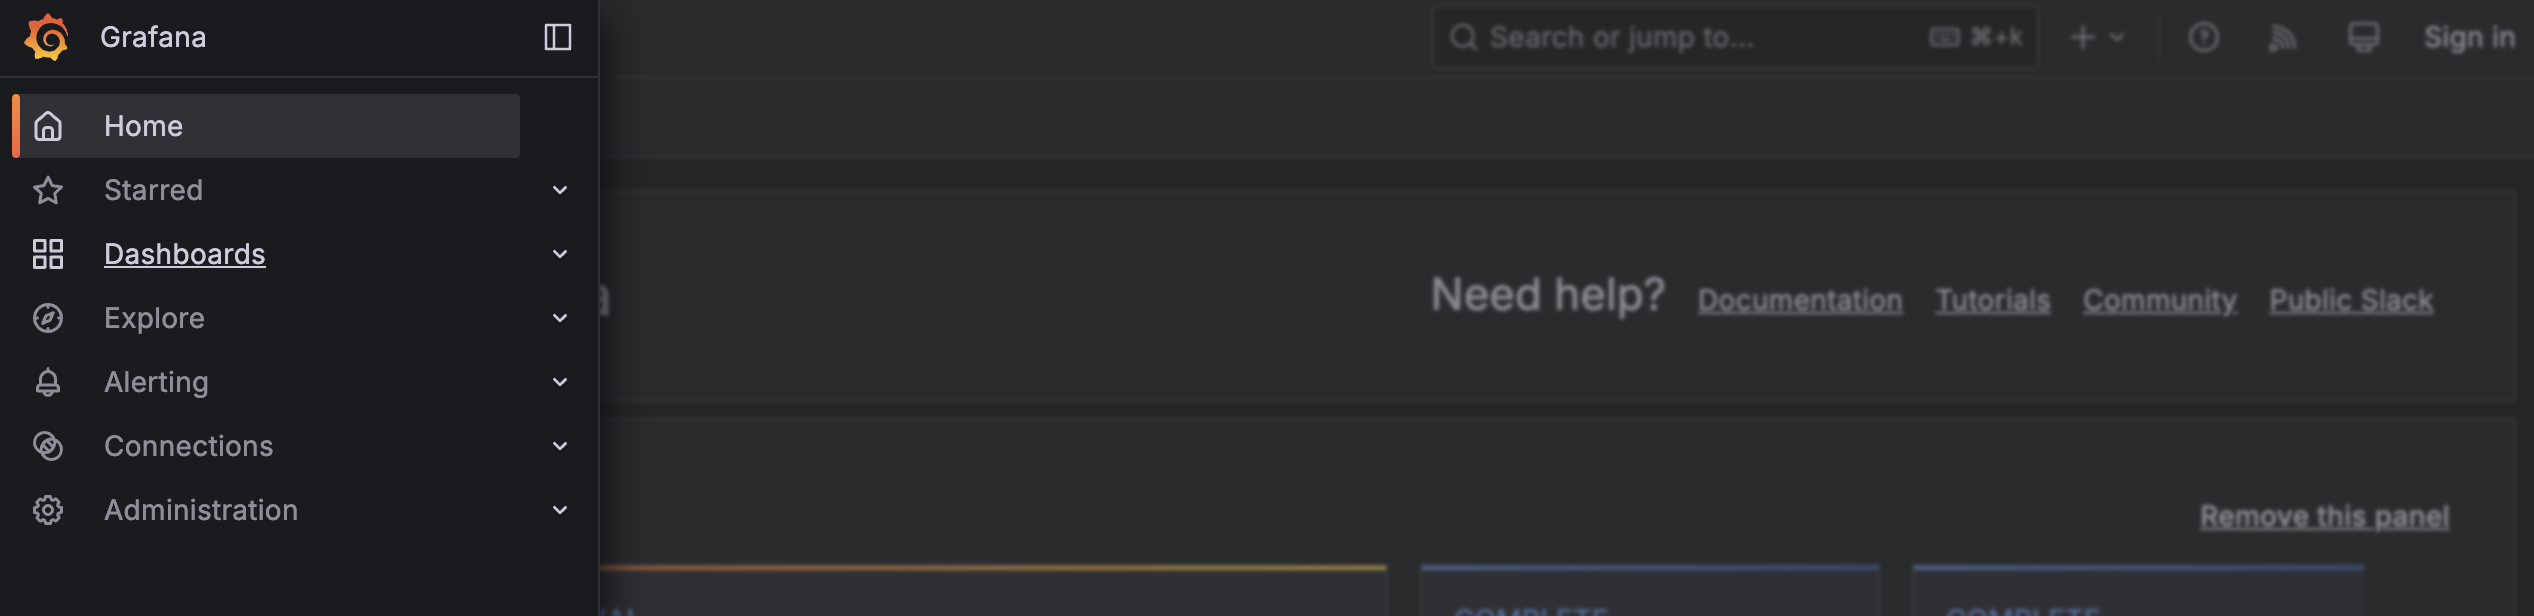 Grafana
Search or jump to...
⌘+k
Sign in
Home
Starred
Dashboards
Explore
Alerting
Connections
Administration
Need help?
Documentation
Tutorials
Community
Public Slack
Remove this panel
COMPLETE
COMPLETE